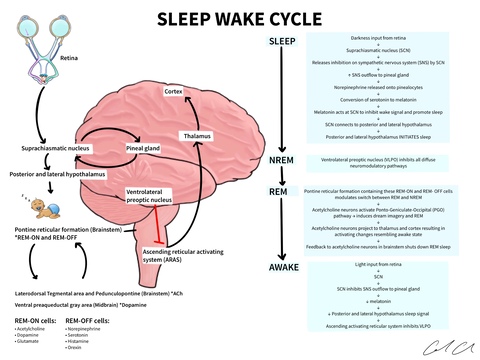 SLEEP WAKE CYCLE
Retina
Cortex
Thalamus
Suprachiasmatic nucleus
Pineal gland
Posterior and lateral hypothalamus
Ventrolateral
preoptic nucleus
Pontine reticular formation (Brainstem)
*REM-ON and REM-OFF
Ascending reticular activating
system (ARAS)
Laterodorsal Tegmental area and Pedunculopontine (Brainstem) *ACh
Ventral preaqueductal gray area (Midbrain) *Dopamine
REM-ON cells:
• Acetylcholine
• Dopamine
• Glutamate
REM-OFF cells:
• Norepinephrine
• Serotonin
• Histamine
• Orexin
SLEEP
Darkness input from retina
Suprachiasmatic nucleus (SCN)
Releases inhibition on sympathetic nervous system (SNS) by SCN
↑ SNS outflow to pineal gland
Norepinephrine released onto pinealocytes
Conversion of serotonin to melatonin
Melatonin acts at SCN to inhibit wake signal and promote sleep
SCN connects to posterior and lateral hypothalamus
Posterior and lateral hypothalamus INITIATES sleep
NREM
Ventrolateral preoptic nucleus (VLPO) inhibits all diffuse
neuromodulatory pathways
REM
Pontine reticular formation containing these REM-ON and REM- OFF cells
modulates switch between REM and NREM
Acetylcholine neurons activate Ponto-Geniculate-Occipital (PGO)
pathway → induces dream imagery and REM
Acetylcholine neurons project to thalamus and cortex resulting in
activating changes resembling awake state
Feedback to acetylcholine neurons in brainstem shuts down REM sleep
AWAKE
Light input from retina
SCN
SCN inhibits SNS outflow to pineal gland
melatonin
Posterior and lateral hypothalamus sleep signal
Ascending activating reticular system inhibits VLPO